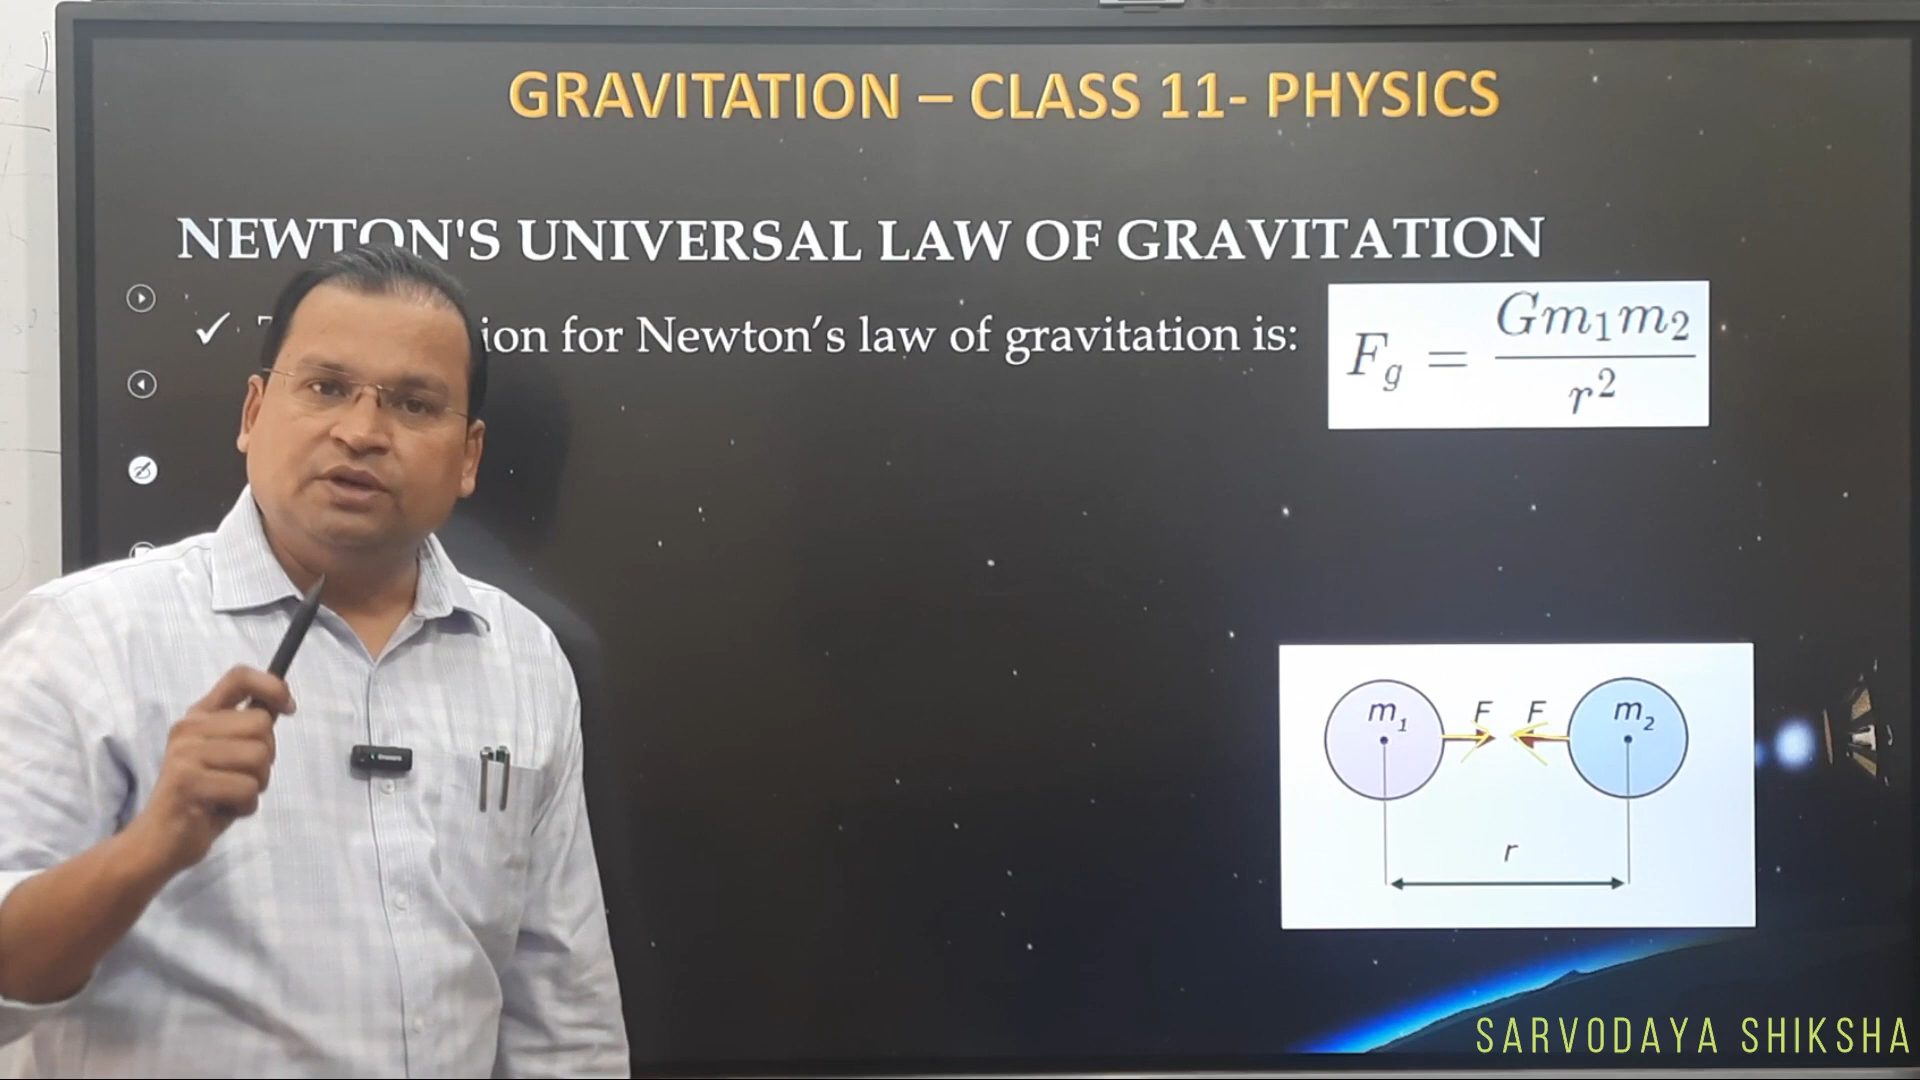 GRAVITATION – CLASS 11- PHYSICS
NEWTON'S UNIVERSAL LAW OF GRAVITATION
✓ ion for Newton's law of gravitation is:
F_g = Gm₁m₂ / r²
m₁ F F m₂
r
SARVODAYA SHIKSHA